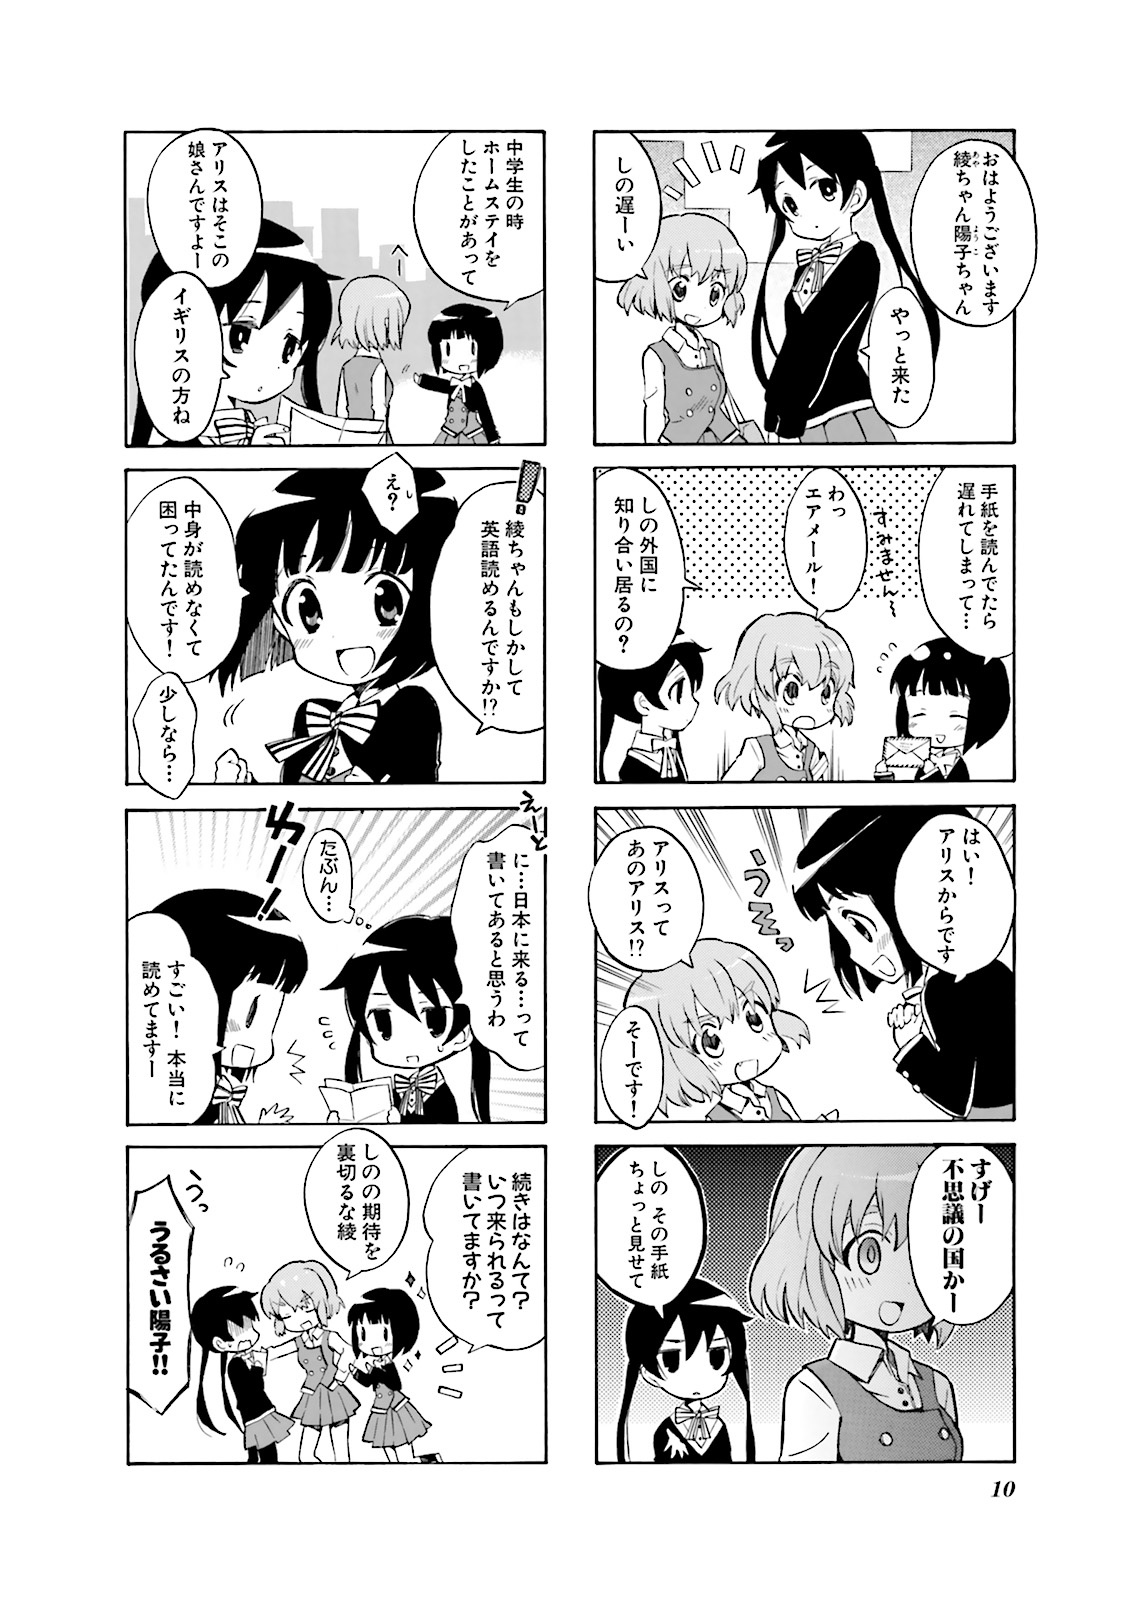 おはようございます
綾ちゃん陽子ちゃん
あや
ようこ
やっと来た
しの遅ーい
手紙を読んでたら
遅れてしまって…
すみません〜
わっ
エアメール！
しの外国に
知り合い居るの？
はい！
アリスからです
うそっ
アリスって
あのアリス!?
そーです！
すげー
不思議の国かー
しの その手紙
ちょっと見せて
中学生の時
ホームステイを
したことがあって
へー
アリスはそこの
娘さんですよー
イギリスの方ね
綾ちゃんもしかして
英語読めるんですか!?
え？
中身が読めなくて
困ってたんです！
少しなら…
えーと
に…日本に来る…って
書いてあると思うわ
たぶん…
わー！
すごい！ 本当に
読めてますー
続きはなんて？
いつ来られるって
書いてますか？
しのの期待を
裏切るな綾
うっ
うるさい陽子!!
10